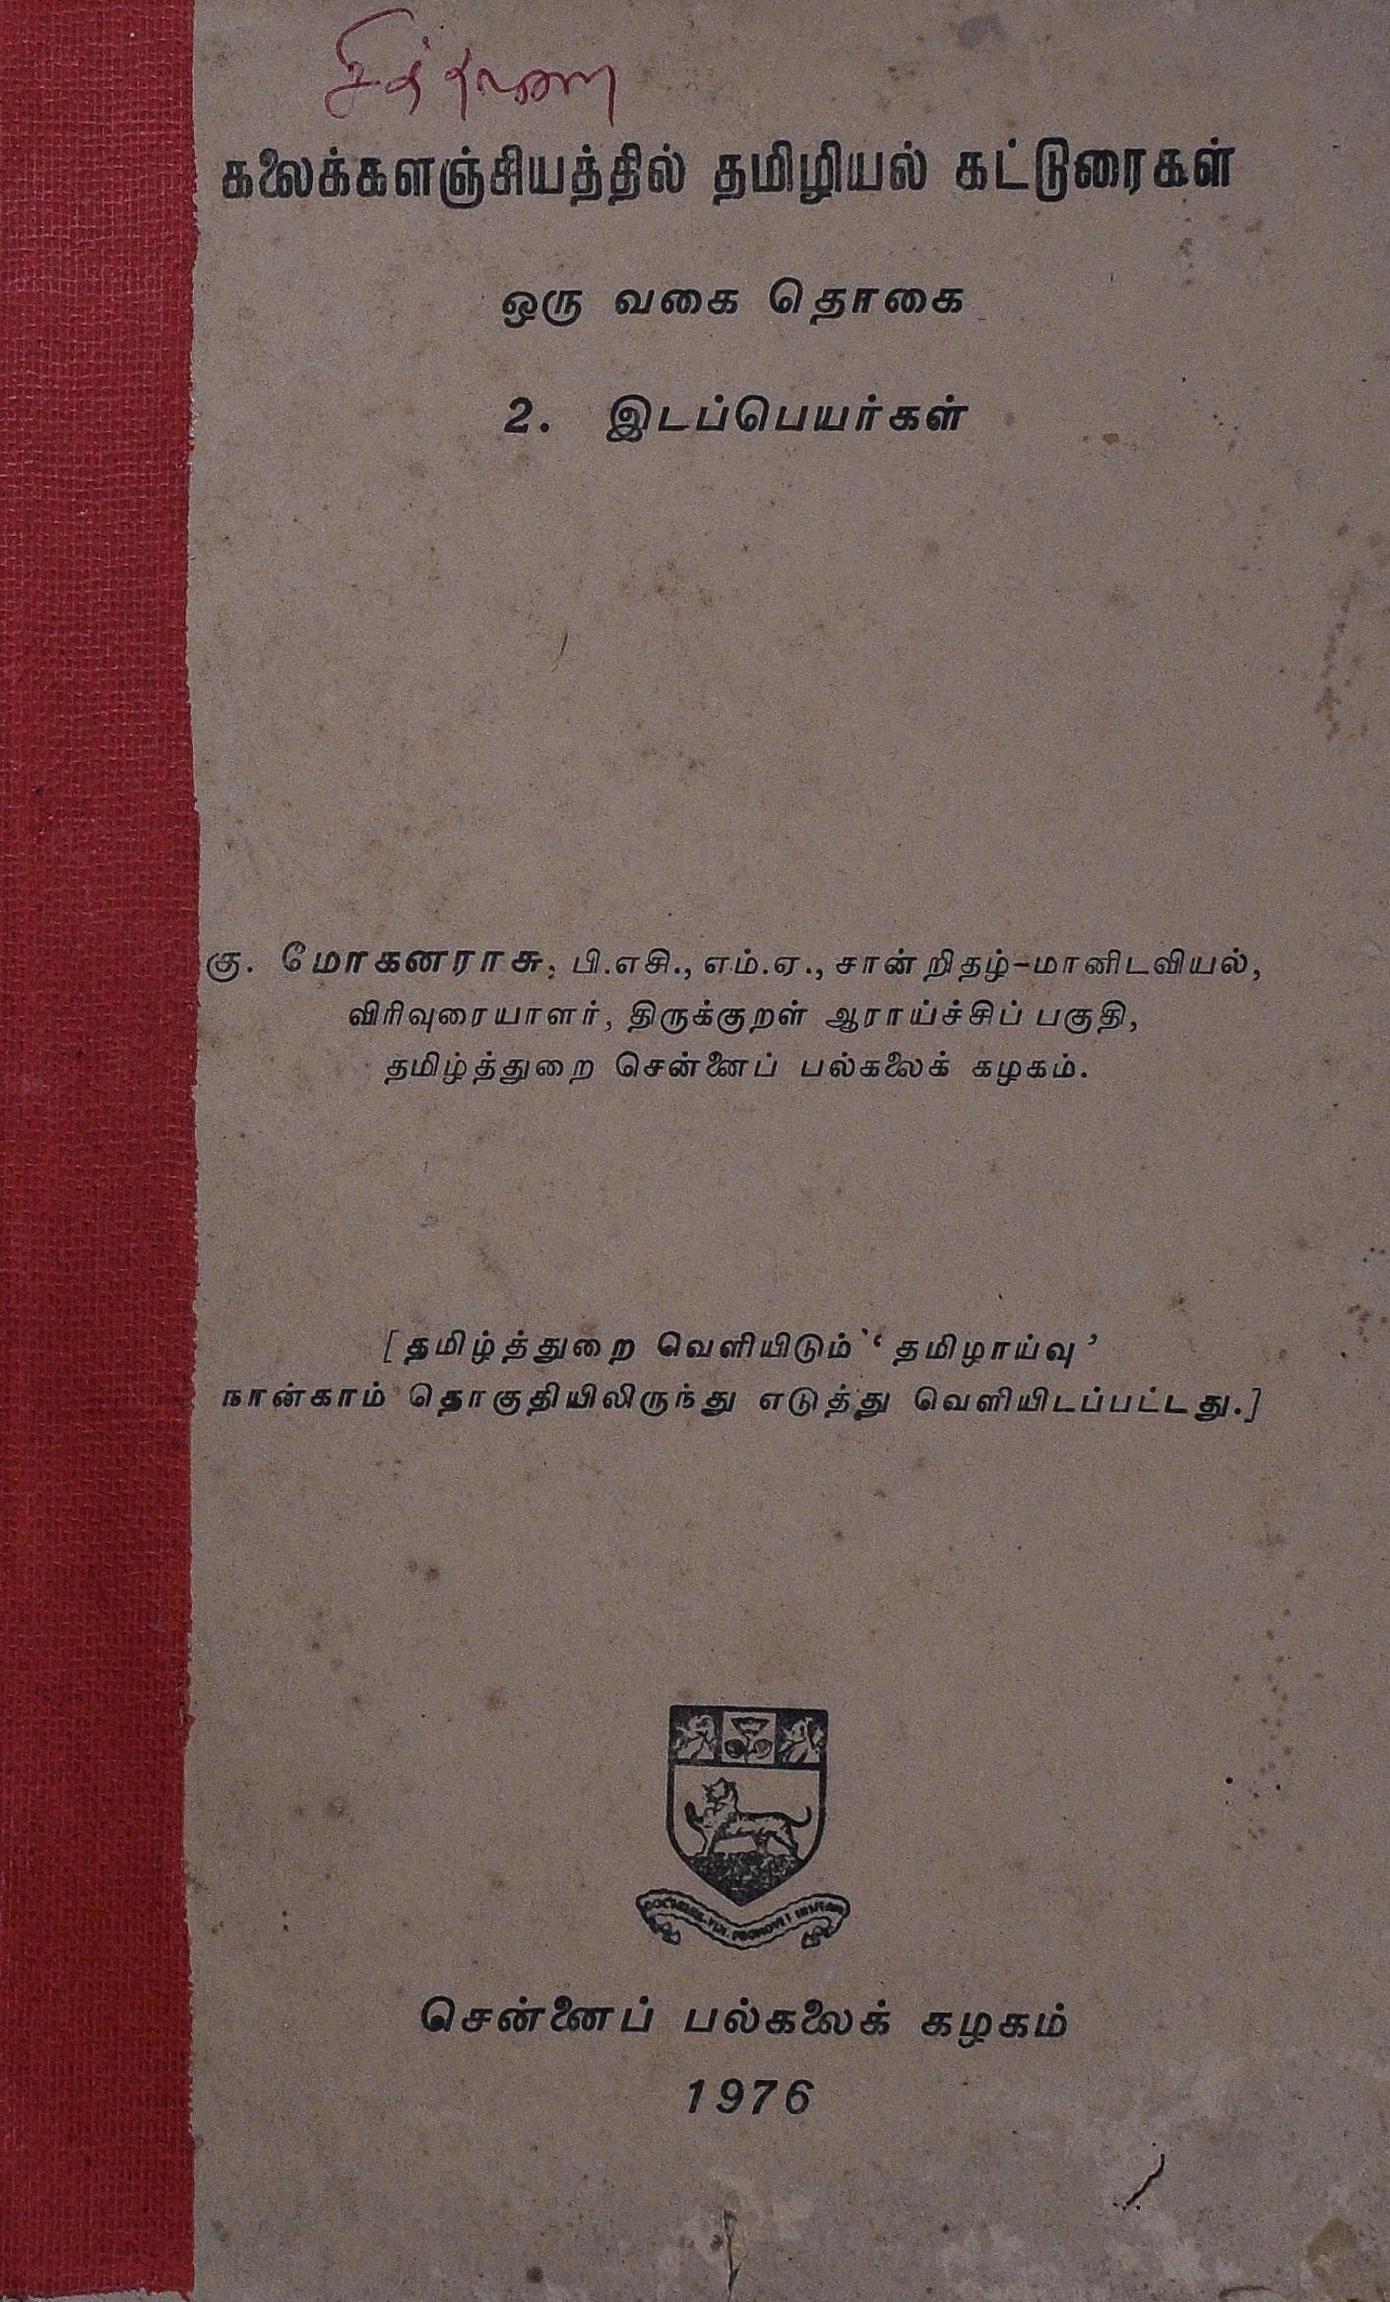 கலைக்களஞ்சியத்தில் தமிழியல் கட்டுரைகள்
ஒரு வகை தொகை
2. இடப்பெயர்கள்
கு. மோகனராசு, பி.எசி., எம்.ஏ., சான்றிதழ்-மானிடவியல்,
விரிவுரையாளர், திருக்குறள் ஆராய்ச்சிப் பகுதி,
தமிழ்த்துறை சென்னைப் பல்கலைக் கழகம்.
[தமிழ்த்துறை வெளியிடும் ‘தமிழாய்வு’
நான்காம் தொகுதியிலிருந்து எடுத்து வெளியிடப்பட்டது.]
சென்னைப் பல்கலைக் கழகம்
1976